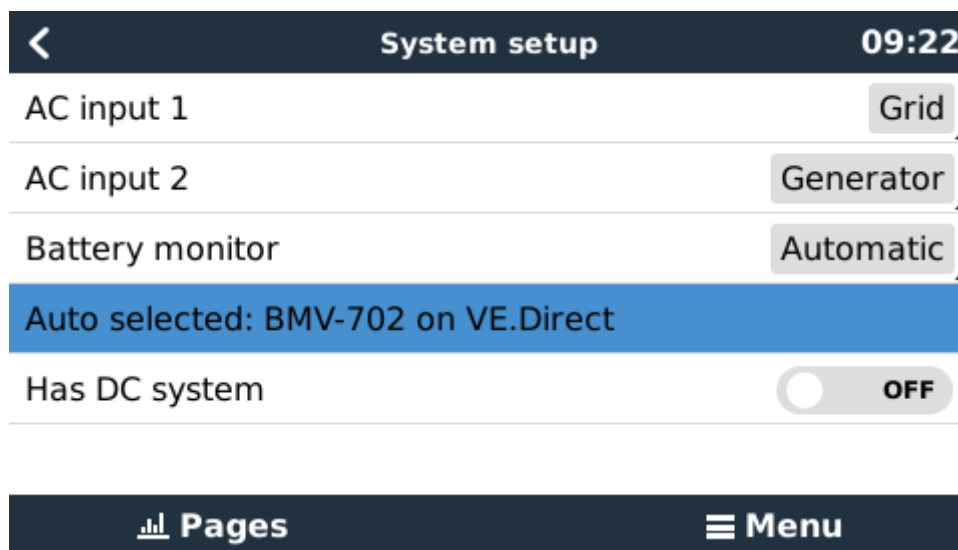 System setup 09:22
AC input 1 Grid
AC input 2 Generator
Battery monitor Automatic
Auto selected: BMV-702 on VE.Direct
Has DC system OFF
Pages Menu